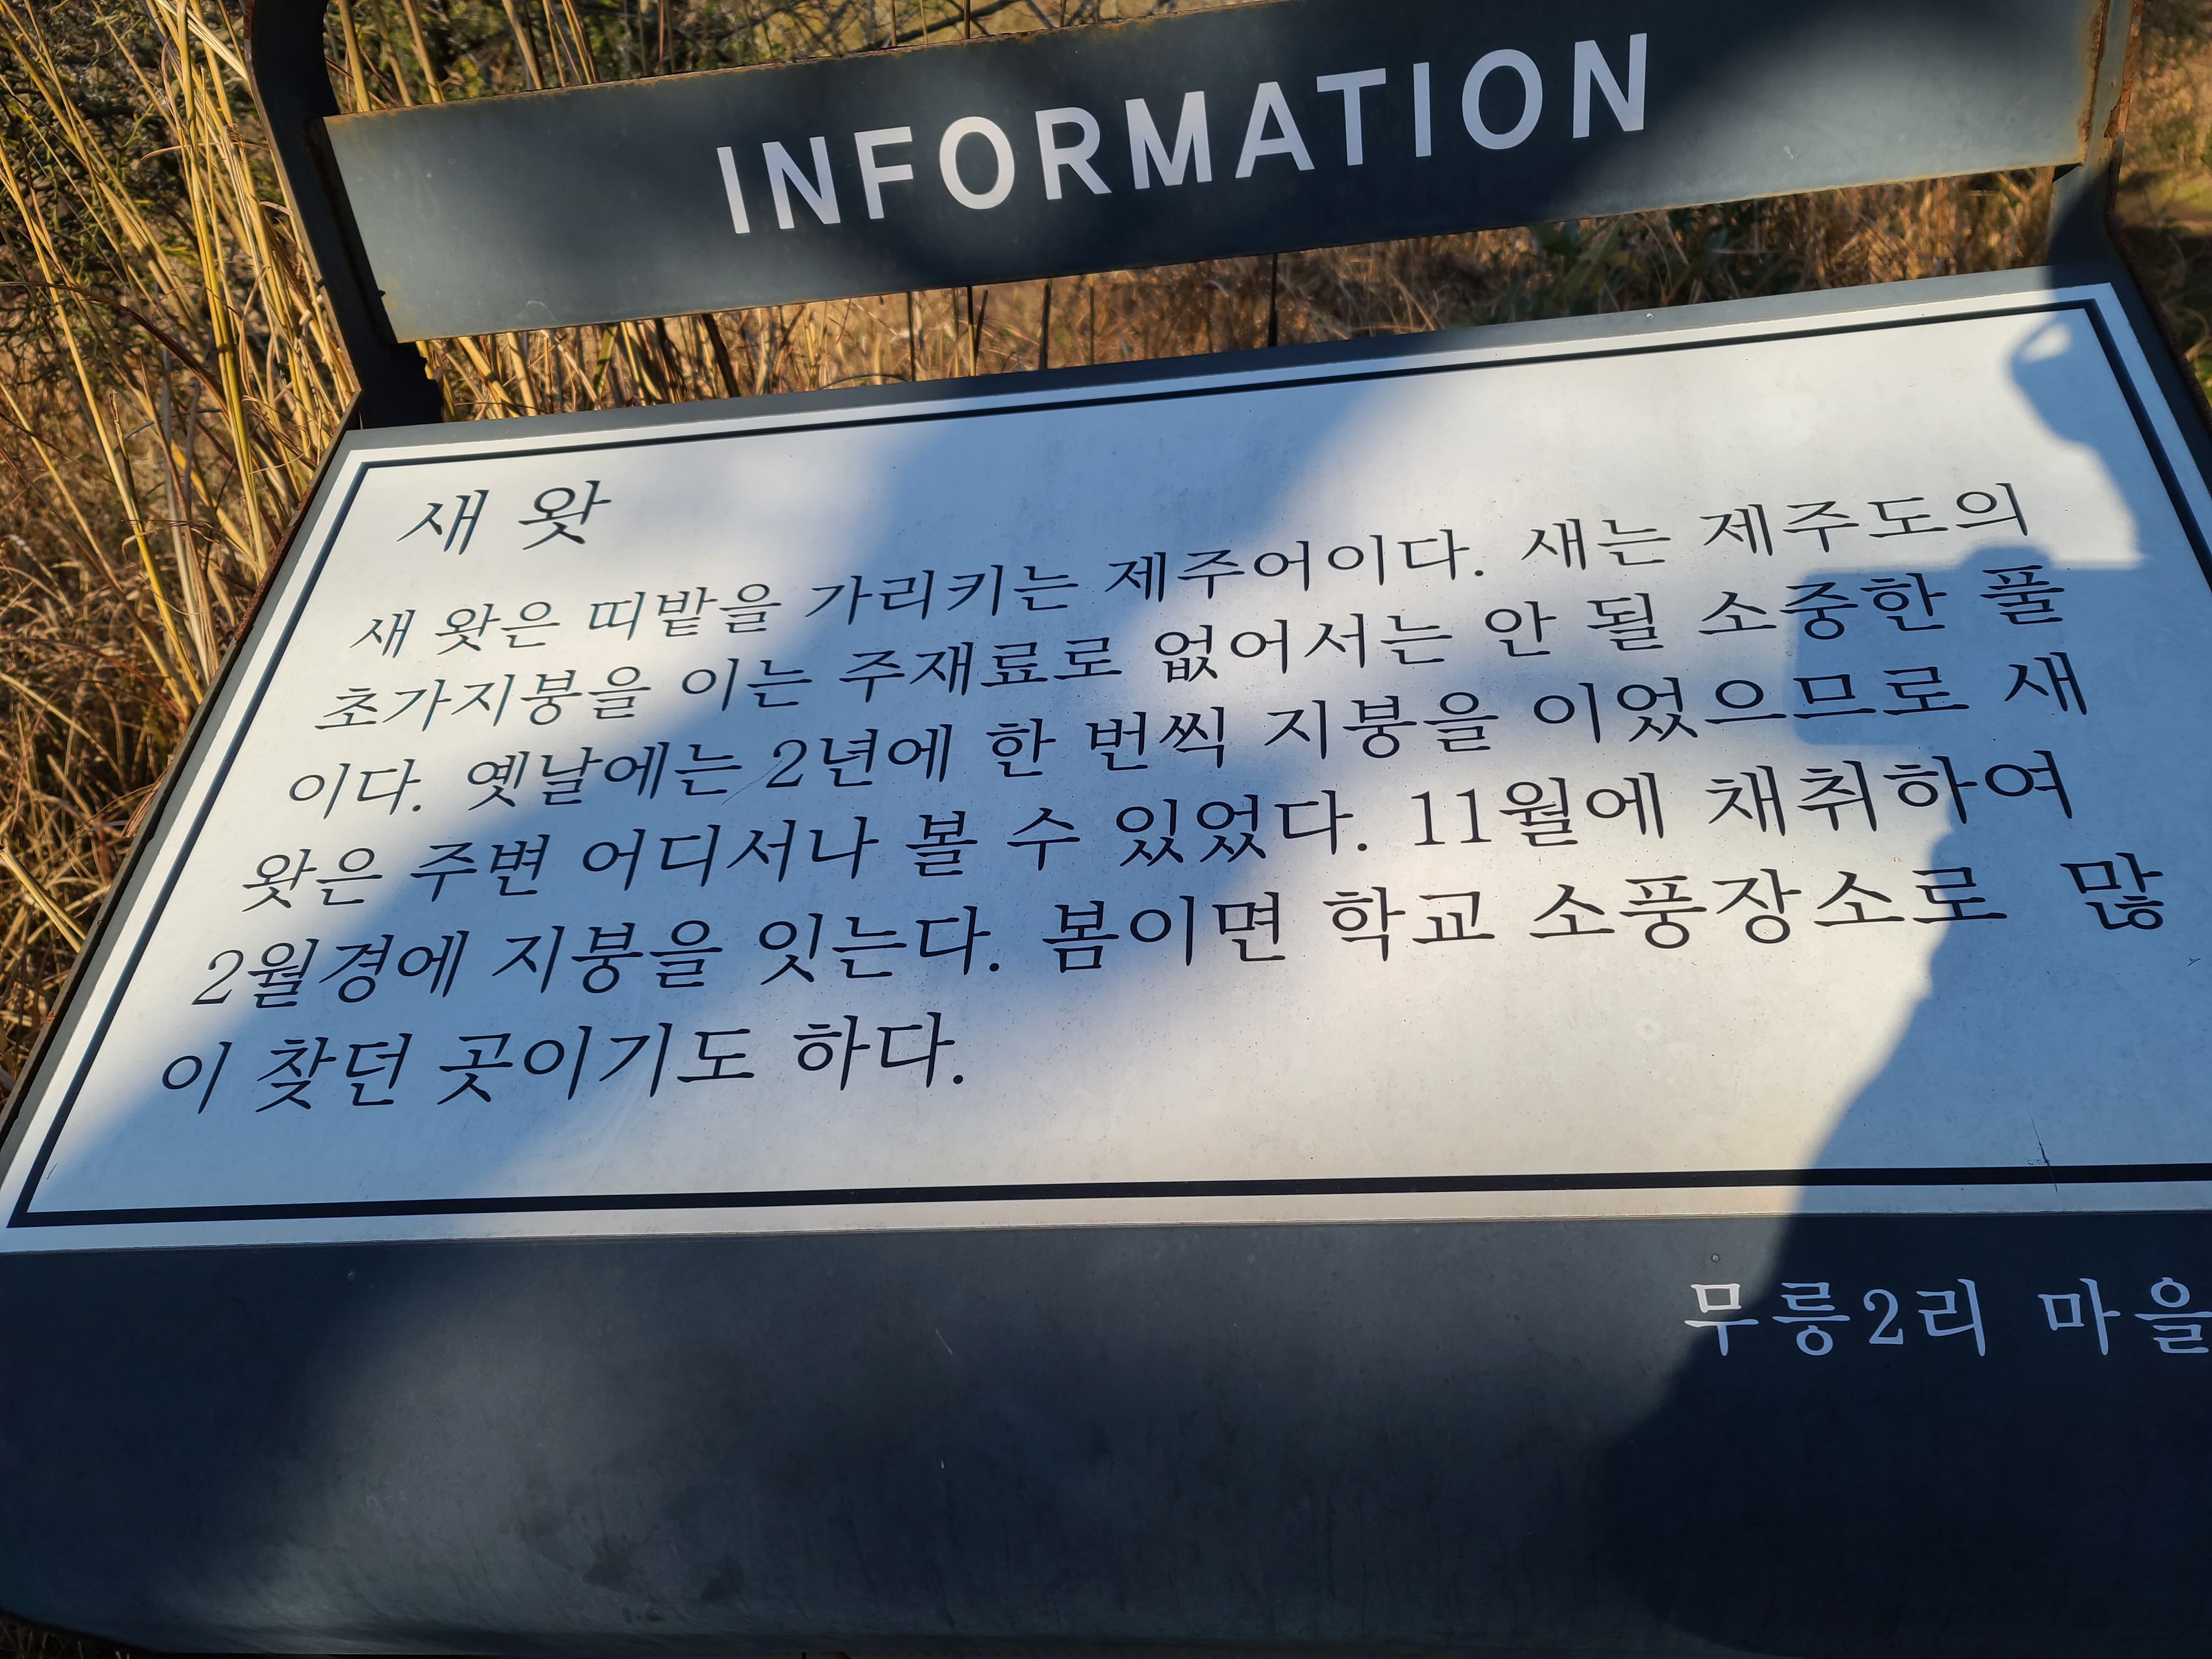 INFORMATION
새 왓
새 왓은 띠밭을 가리키는 제주어이다. 새는 제주도의
초가지붕을 이는 주재료로 없어서는 안 될 소중한 풀
이다. 옛날에는 2년에 한 번씩 지붕을 이었으므로 새
왓은 주변 어디서나 볼 수 있었다. 11월에 채취하여
2월경에 지붕을 잇는다. 봄이면 학교 소풍장소로 많
이 찾던 곳이기도 하다.
무릉2리 마을